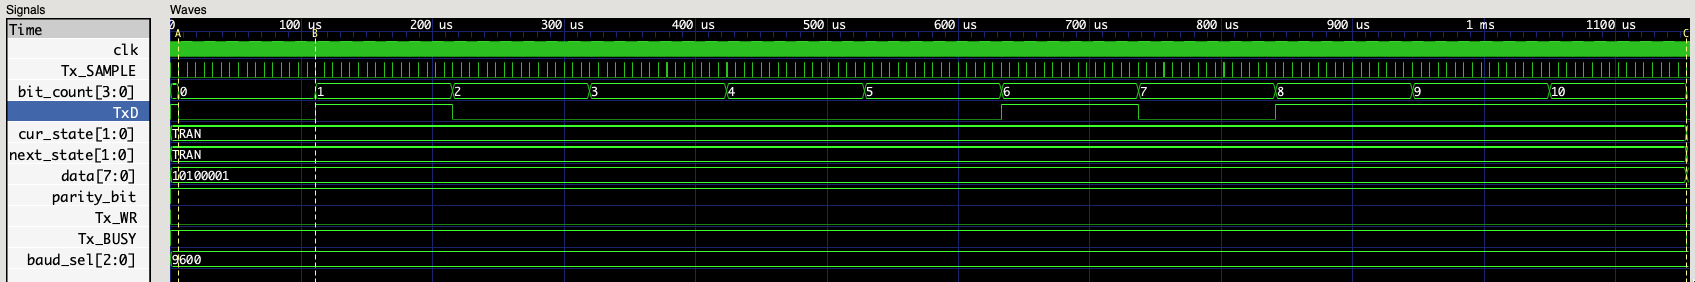 Signals Waves
Time 0 100 us 200 us 300 us 400 us 500 us 600 us 700 us 800 us 900 us 1 ms 1100 us
A B C
clk
Tx_SAMPLE
bit_count[3:0] 0 1 2 3 4 5 6 7 8 9 10
TxD
cur_state[1:0] TRAN
next_state[1:0] TRAN
data[7:0] 10100001
parity_bit
Tx_WR
Tx_BUSY
baud_sel[2:0] 9600